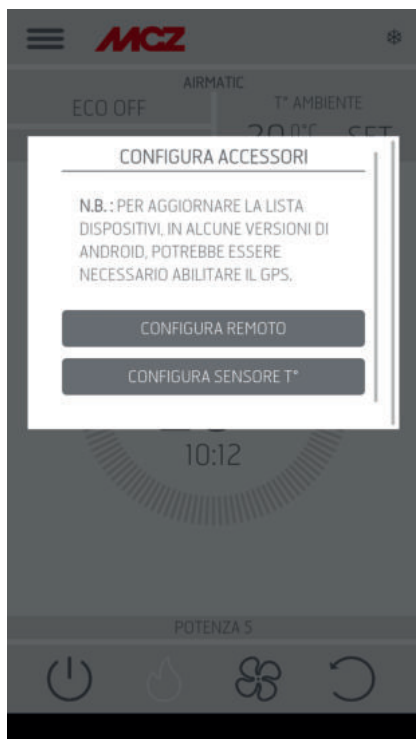 MCZ
AIRMATIC
ECO OFF
T° AMBIENTE
SET
CONFIGURA ACCESSORI
N.B. : PER AGGIORNARE LA LISTA
DISPOSITIVI, IN ALCUNE VERSIONI DI
ANDROID, POTREBBE ESSERE
NECESSARIO ABILITARE IL GPS.
CONFIGURA REMOTO
CONFIGURA SENSORE T°
10:12
POTENZA 5